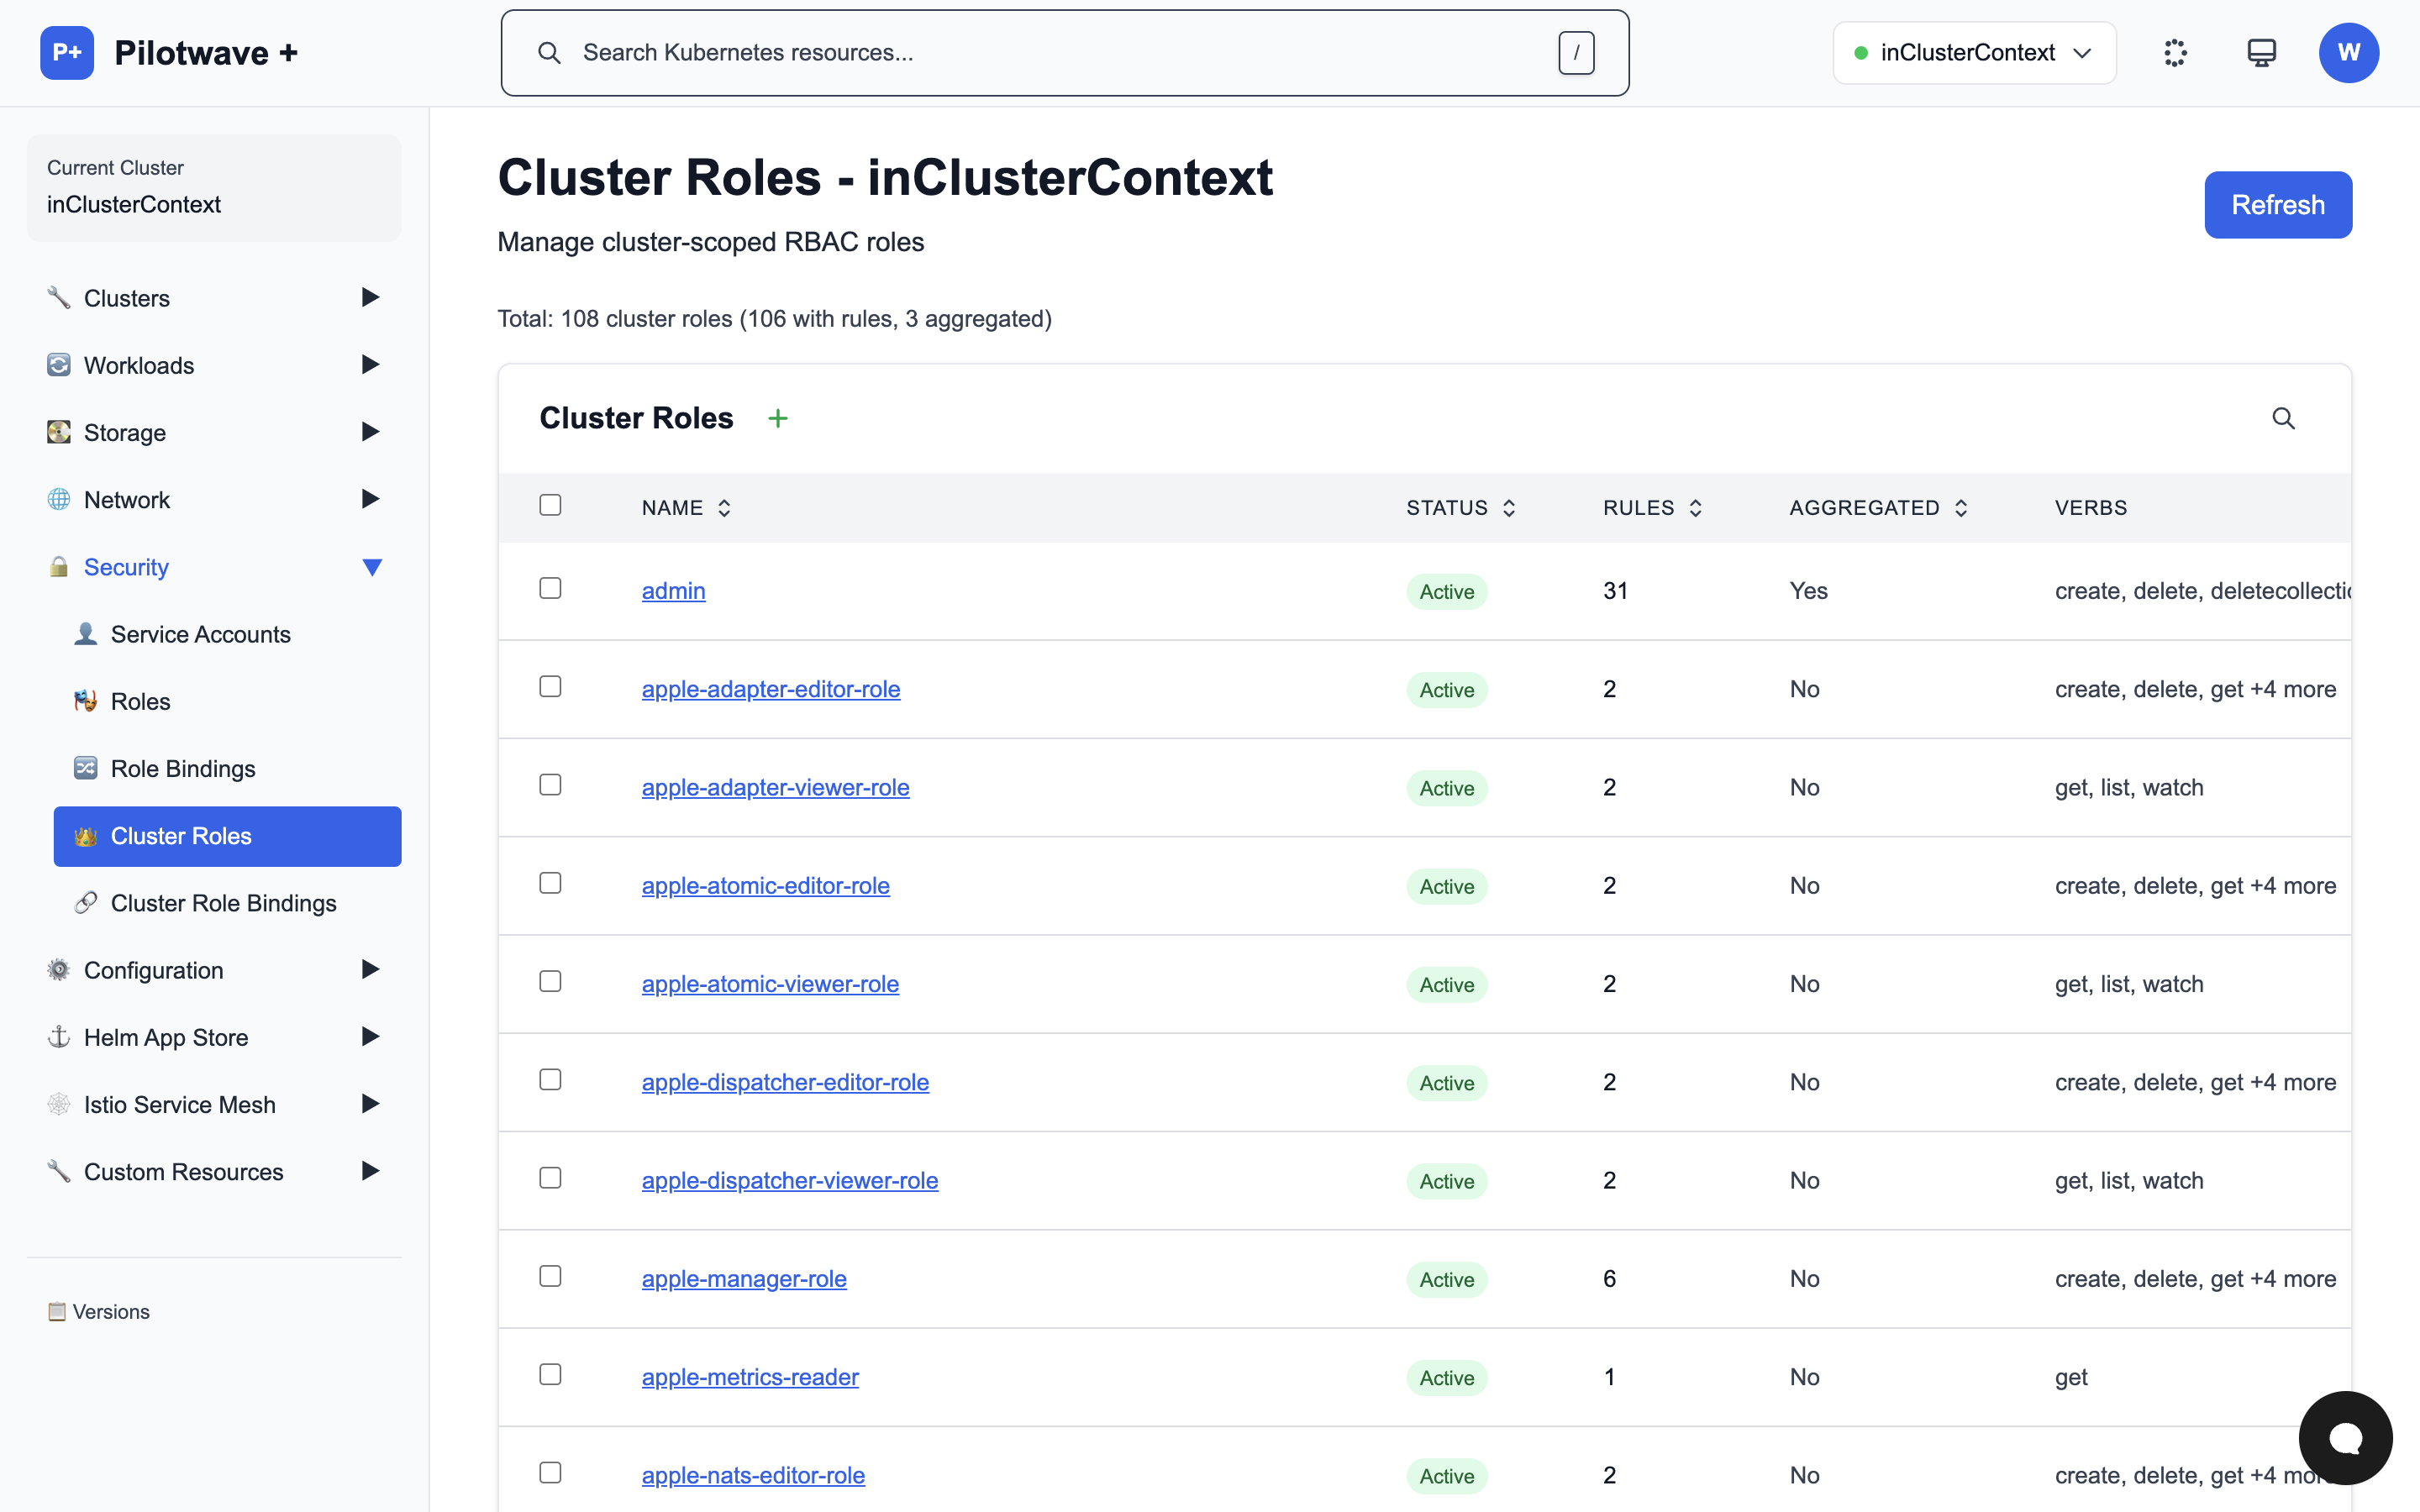 P+ Pilotwave +
Search Kubernetes resources... /
inClusterContext
W
Current Cluster
inClusterContext
Clusters
Workloads
Storage
Network
Security
Service Accounts
Roles
Role Bindings
Cluster Roles
Cluster Role Bindings
Configuration
Helm App Store
Istio Service Mesh
Custom Resources
Versions
Cluster Roles - inClusterContext
Manage cluster-scoped RBAC roles
Refresh
Total: 108 cluster roles (106 with rules, 3 aggregated)
Cluster Roles +
NAME STATUS RULES AGGREGATED VERBS
admin Active 31 Yes create, delete, deletecollectio
apple-adapter-editor-role Active 2 No create, delete, get +4 more
apple-adapter-viewer-role Active 2 No get, list, watch
apple-atomic-editor-role Active 2 No create, delete, get +4 more
apple-atomic-viewer-role Active 2 No get, list, watch
apple-dispatcher-editor-role Active 2 No create, delete, get +4 more
apple-dispatcher-viewer-role Active 2 No get, list, watch
apple-manager-role Active 6 No create, delete, get +4 more
apple-metrics-reader Active 1 No get
apple-nats-editor-role Active 2 No create, delete, get +4 more